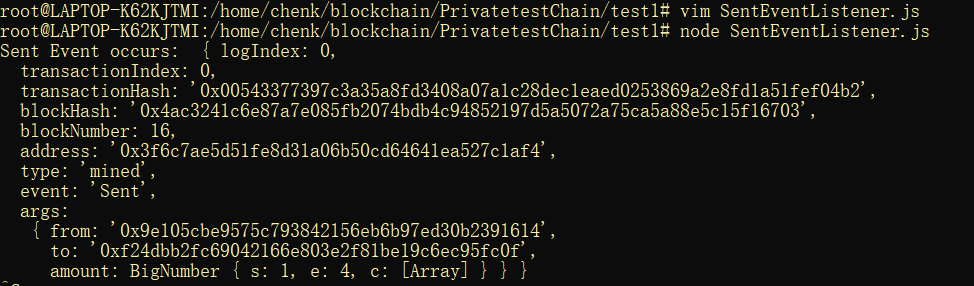 root@LAPTOP-K62KJTMI:/home/chenk/blockchain/PrivatetestChain/test1# vim SentEventListener.js
root@LAPTOP-K62KJTMI:/home/chenk/blockchain/PrivatetestChain/test1# node SentEventListener.js
Sent Event occurs:  { logIndex: 0,
  transactionIndex: 0,
  transactionHash: '0x00543377397c3a35a8fd3408a07a1c28dec1eaed0253869a2e8fd1a51fef04b2',
  blockHash: '0x4ac3241c6e87a7e085fb2074bdb4c94852197d5a5072a75ca5a88e5c15f16703',
  blockNumber: 16,
  address: '0x3f6c7ae5d51fe8d31a06b50cd64641ea527c1af4',
  type: 'mined',
  event: 'Sent',
  args:
   { from: '0x9e105cbe9575c793842156eb6b97ed30b2391614',
     to: '0xf24dbb2fc69042166e803e2f81be19c6ec95fc0f',
     amount: BigNumber { s: 1, e: 4, c: [Array] } } }